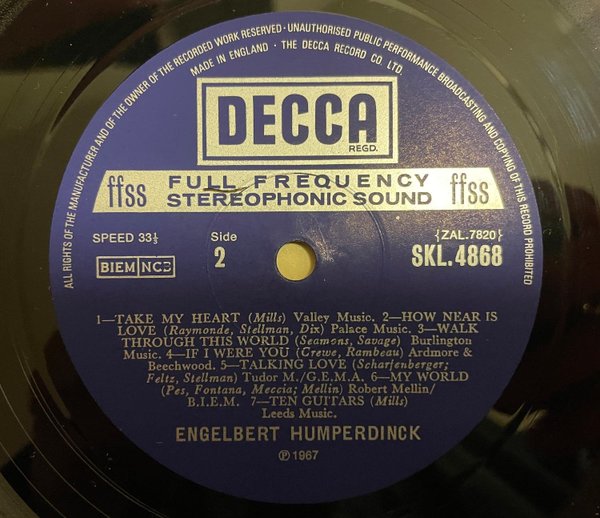 ALL RIGHTS OF THE MANUFACTURER AND OF THE OWNER OF THE RECORDED WORK RESERVED · UNAUTHORISED PUBLIC PERFORMANCE BROADCASTING AND COPYING OF THIS RECORD PROHIBITED
MADE IN ENGLAND · THE DECCA RECORD CO. LTD.
DECCA
REGD.
ffss FULL FREQUENCY ffss
STEREOPHONIC SOUND
SPEED 33⅓ Side {ZAL.7820}
2 SKL.4868
BIEM NCB
1—TAKE MY HEART (Mills) Valley Music. 2—HOW NEAR IS
LOVE (Raymonde, Stellman, Dix) Palace Music. 3—WALK
THROUGH THIS WORLD (Seamons, Savage) Burlington
Music. 4—IF I WERE YOU (Crewe, Rambeau) Ardmore &
Beechwood. 5—TALKING LOVE (Scharfenberger;
Feltz, Stellman) Tudor M./G.E.M.A. 6—MY WORLD
(Pes, Fontana, Meccia; Mellin) Robert Mellin/
B.I.E.M. 7—TEN GUITARS (Mills)
Leeds Music.
ENGELBERT HUMPERDINCK
℗ 1967